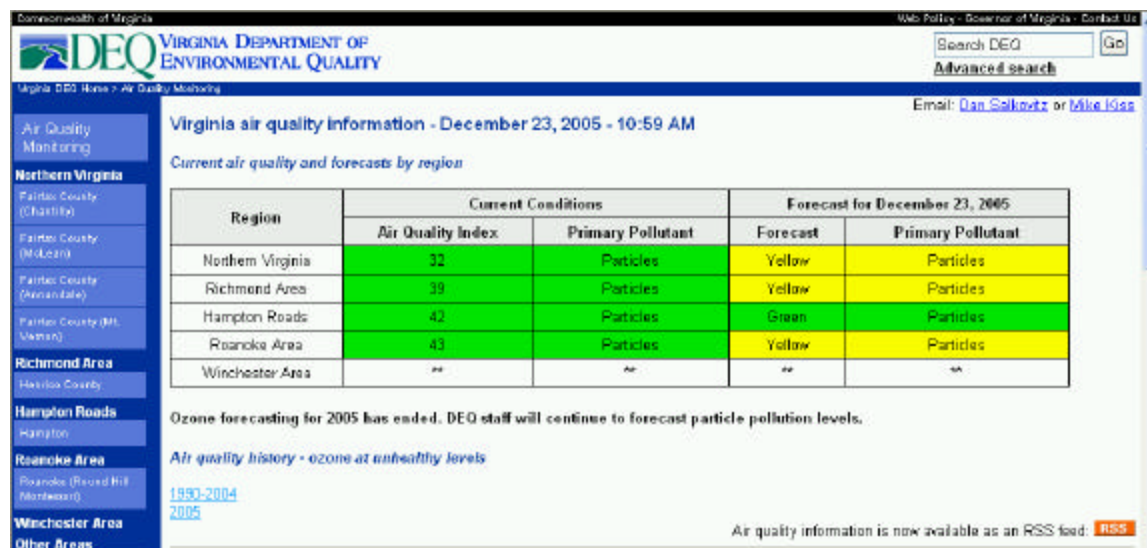 Commonwealth of Virginia
Web Policy - Governor of Virginia - Contact Us
DEQ VIRGINIA DEPARTMENT OF
ENVIRONMENTAL QUALITY
Search DEQ Go
Advanced search
Virginia DEQ Home > Air Quality Monitoring
Email: Dan Salkovitz or Mike Kiss
Air Quality
Monitoring
Northern Virginia
Fairfax County
(Chantilly)
Fairfax County
(McLean)
Fairfax County
(Annandale)
Fairfax County (Mt.
Vernon)
Richmond Area
Henrico County
Hampton Roads
Hampton
Roanoke Area
Roanoke (Round Hill
Montessori)
Winchester Area
Other Areas
Virginia air quality information - December 23, 2005 - 10:59 AM
Current air quality and forecasts by region
Region Current Conditions Forecast for December 23, 2005
Air Quality Index Primary Pollutant Forecast Primary Pollutant
Northern Virginia 32 Particles Yellow Particles
Richmond Area 39 Particles Yellow Particles
Hampton Roads 42 Particles Green Particles
Roanoke Area 43 Particles Yellow Particles
Winchester Area ** ** ** **
Ozone forecasting for 2005 has ended. DEQ staff will continue to forecast particle pollution levels.
Air quality history - ozone at unhealthy levels
1990-2004
2005
Air quality information is now available as an RSS feed: RSS